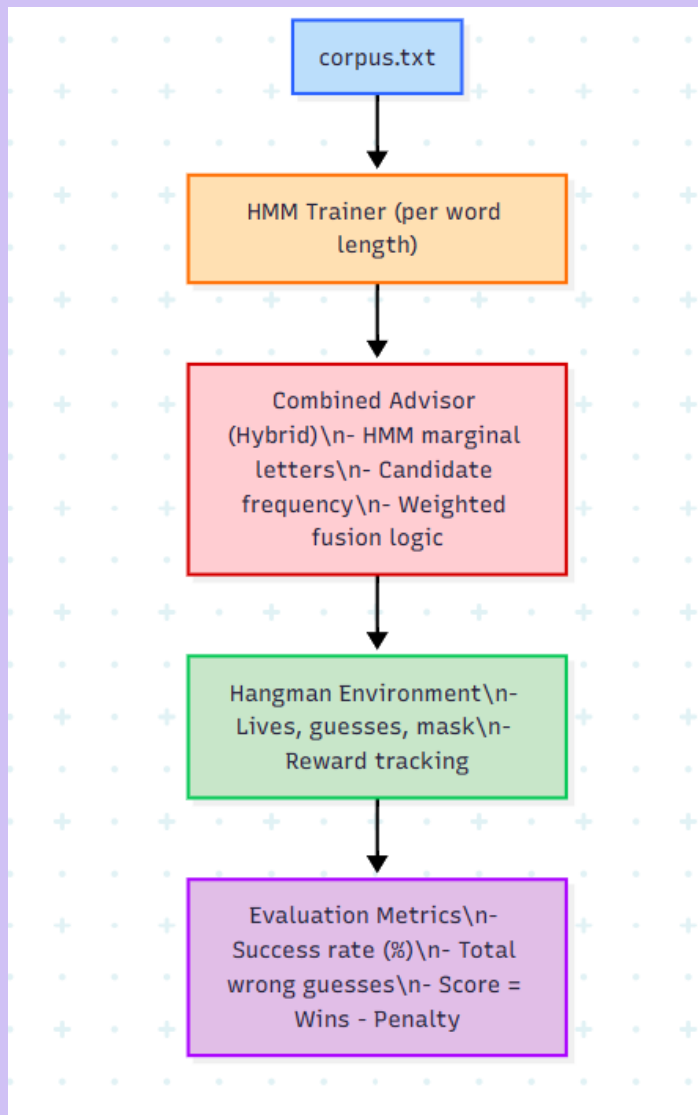 corpus.txt
HMM Trainer (per word
length)
Combined Advisor
(Hybrid)\n- HMM marginal
letters\n- Candidate
frequency\n- Weighted
fusion logic
Hangman Environment\n-
Lives, guesses, mask\n-
Reward tracking
Evaluation Metrics\n-
Success rate (%)\n- Total
wrong guesses\n- Score =
Wins - Penalty